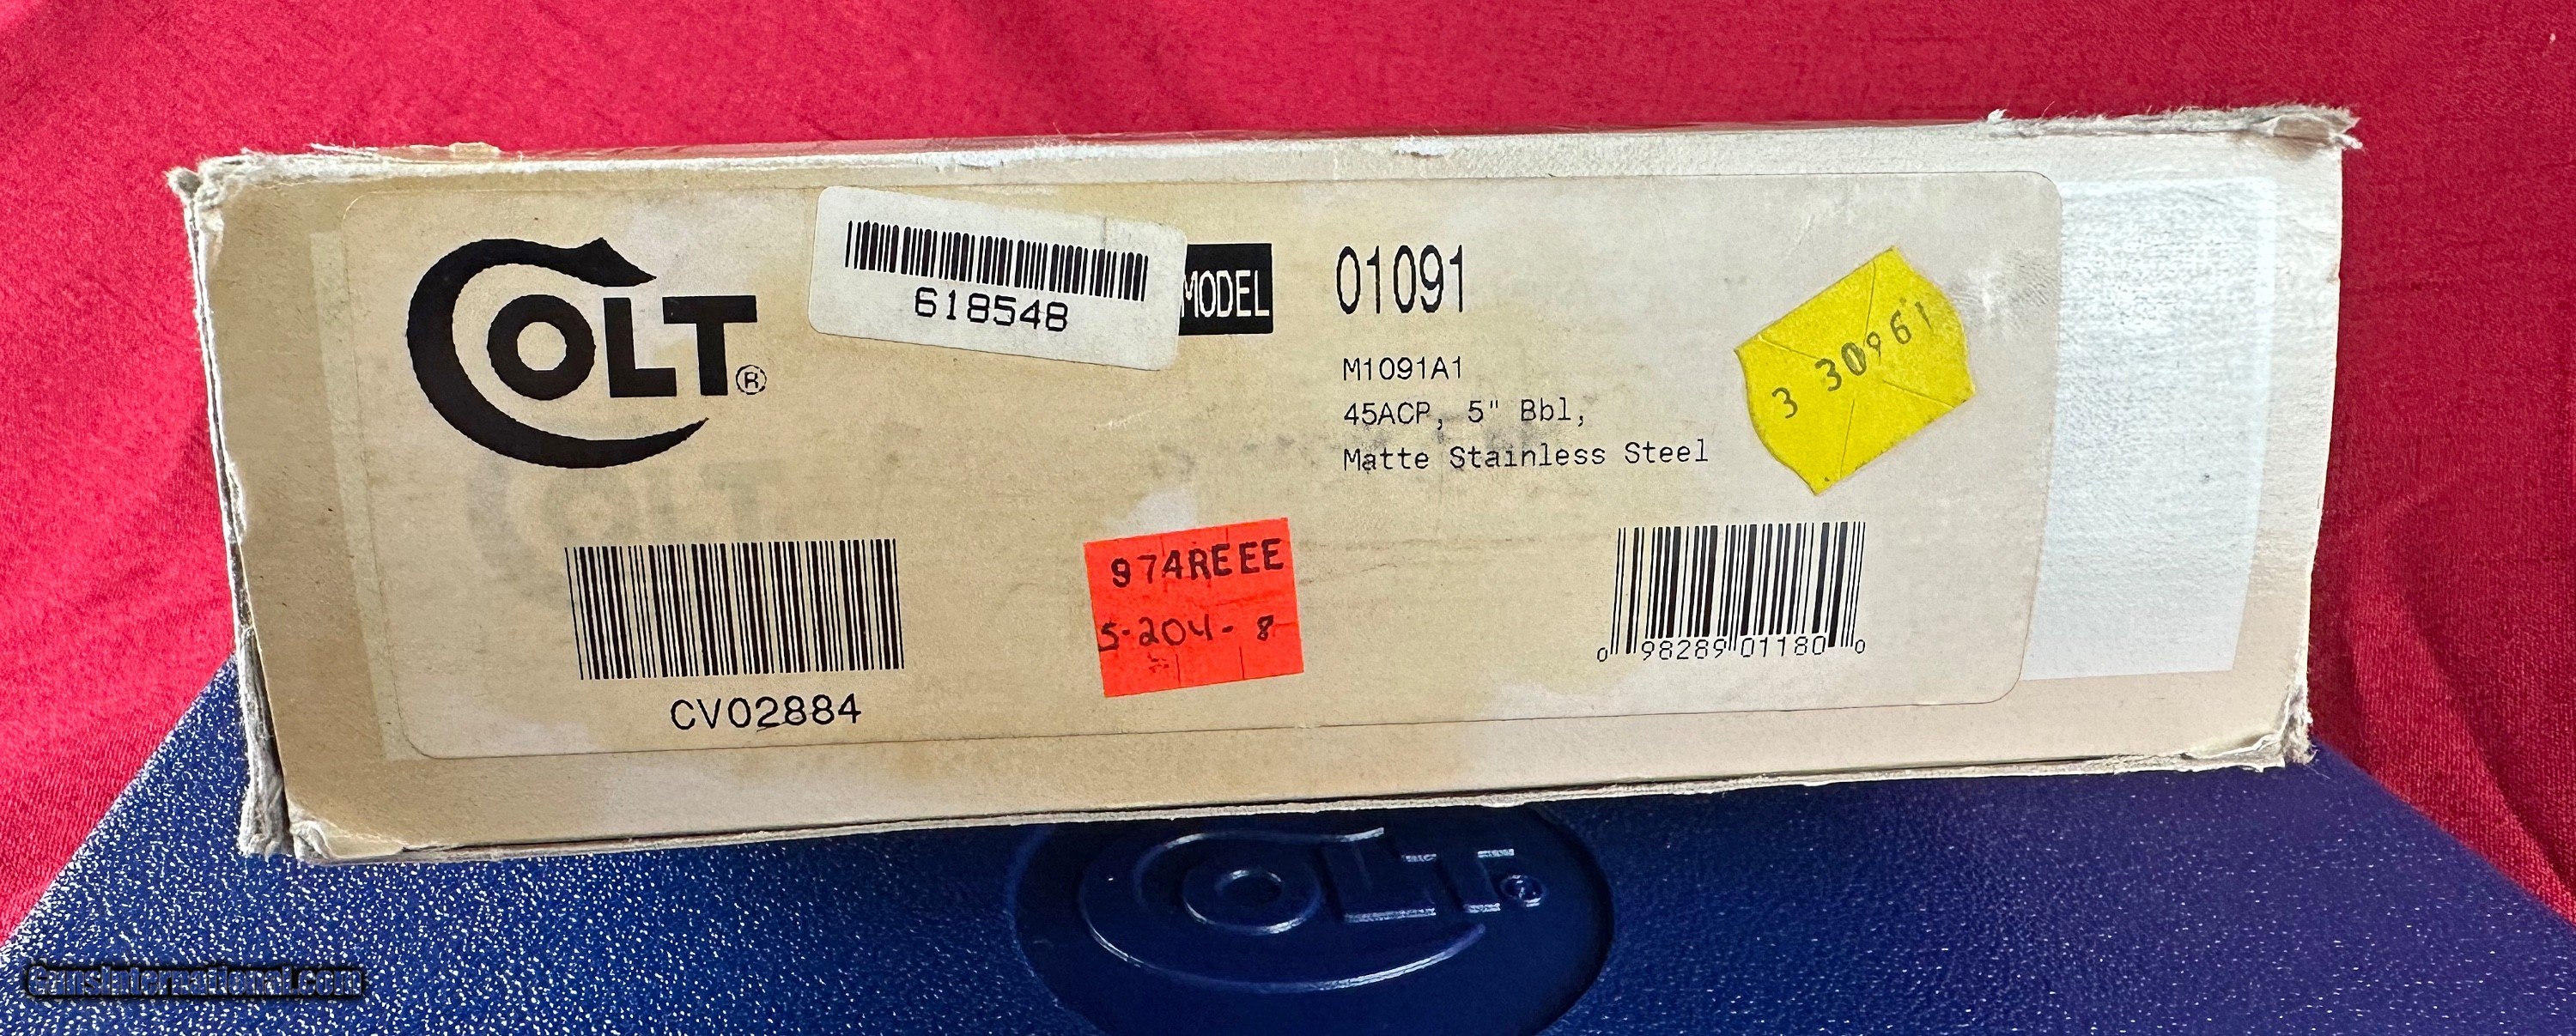 COLT®
618548
MODEL
01091
M1091A1
45ACP, 5" Bbl,
Matte Stainless Steel
3 30961
COLT
CV02884
974REEE
5-204-8
0 98289 01180 0
COLT®
GunsInternational.com